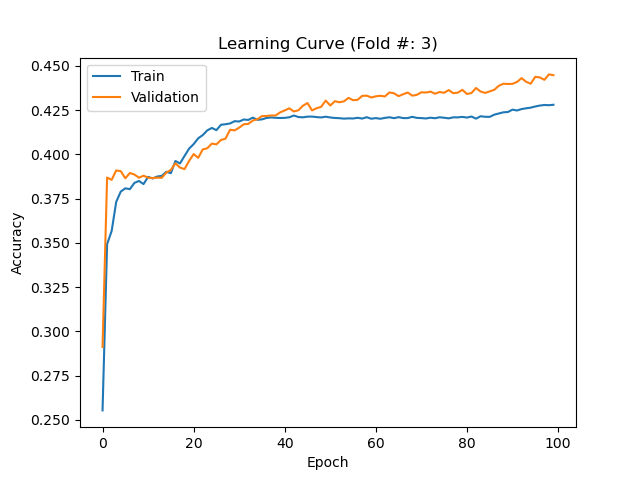 Learning Curve (Fold #: 3)
Train
Validation
0.450
0.425
0.400
0.375
0.350
0.325
0.300
0.275
0.250
Accuracy
0 20 40 60 80 100
Epoch